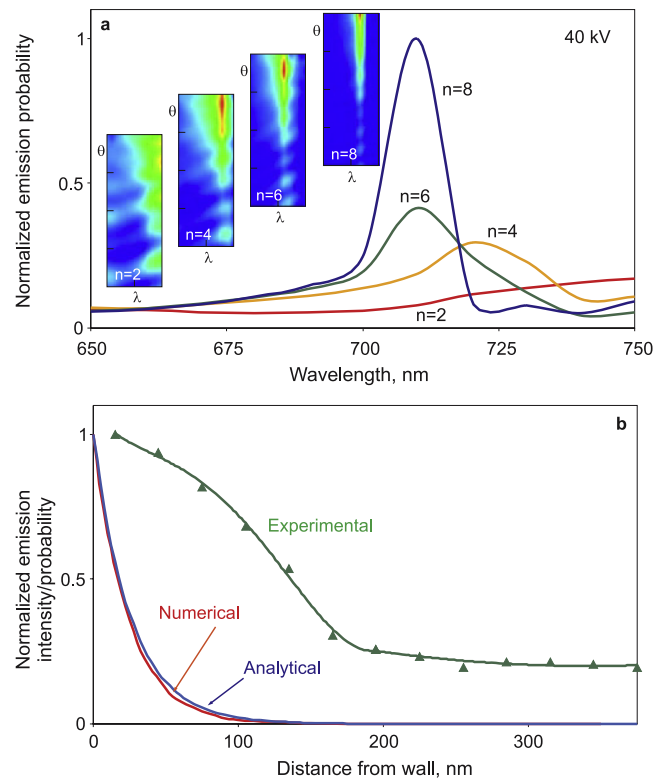 a
40 kV
Normalized emission probability
1
0.5
0
θ
n=2
λ
θ
n=4
λ
θ
n=6
λ
θ
n=8
λ
n=8
n=6
n=4
n=2
650
675
700
725
750
Wavelength, nm
b
Normalized emission
intensity/probability
1
0.5
0
Experimental
Numerical
Analytical
0
100
200
300
Distance from wall, nm